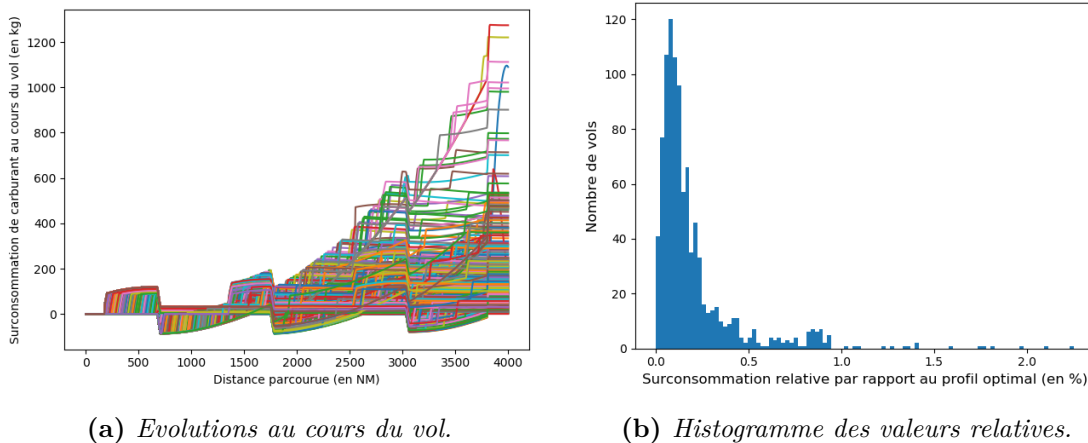 Surconsommation de carburant au cours du vol (en kg)
1200
1000
800
600
400
200
0
0 500 1000 1500 2000 2500 3000 3500 4000
Distance parcourue (en NM)
(a) Evolutions au cours du vol.
Nombre de vols
120
100
80
60
40
20
0
0.0 0.5 1.0 1.5 2.0
Surconsommation relative par rapport au profil optimal (en %)
(b) Histogramme des valeurs relatives.